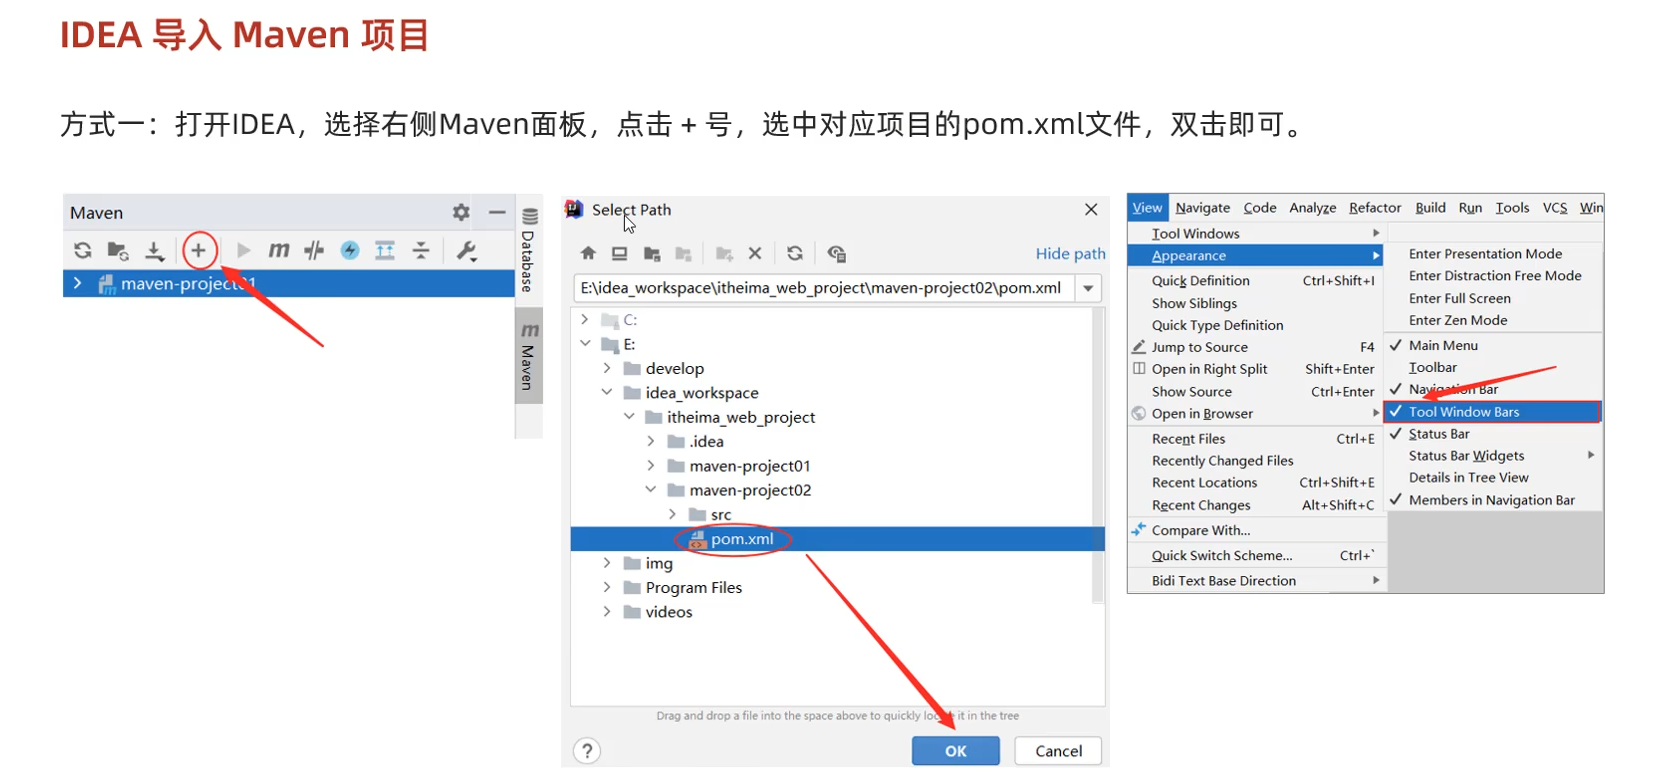 IDEA 导入 Maven 项目
方式一：打开IDEA，选择右侧Maven面板，点击 + 号，选中对应项目的pom.xml文件，双击即可。
Maven
maven-project01
Database
m Maven
Select Path
Hide path
E:\idea_workspace\itheima_web_project\maven-project02\pom.xml
C:
E:
develop
idea_workspace
itheima_web_project
.idea
maven-project01
maven-project02
src
pom.xml
img
Program Files
videos
Drag and drop a file into the space above to quickly locate it in the tree
?
OK
Cancel
View Navigate Code Analyze Refactor Build Run Tools VCS Win
Tool Windows
Appearance
Quick Definition Ctrl+Shift+I
Show Siblings
Quick Type Definition
Jump to Source F4
Open in Right Split Shift+Enter
Show Source Ctrl+Enter
Open in Browser
Recent Files Ctrl+E
Recently Changed Files
Recent Locations Ctrl+Shift+E
Recent Changes Alt+Shift+C
Compare With...
Quick Switch Scheme... Ctrl+`
Bidi Text Base Direction
Enter Presentation Mode
Enter Distraction Free Mode
Enter Full Screen
Enter Zen Mode
Main Menu
Toolbar
Navigation Bar
Tool Window Bars
Status Bar
Status Bar Widgets
Details in Tree View
Members in Navigation Bar